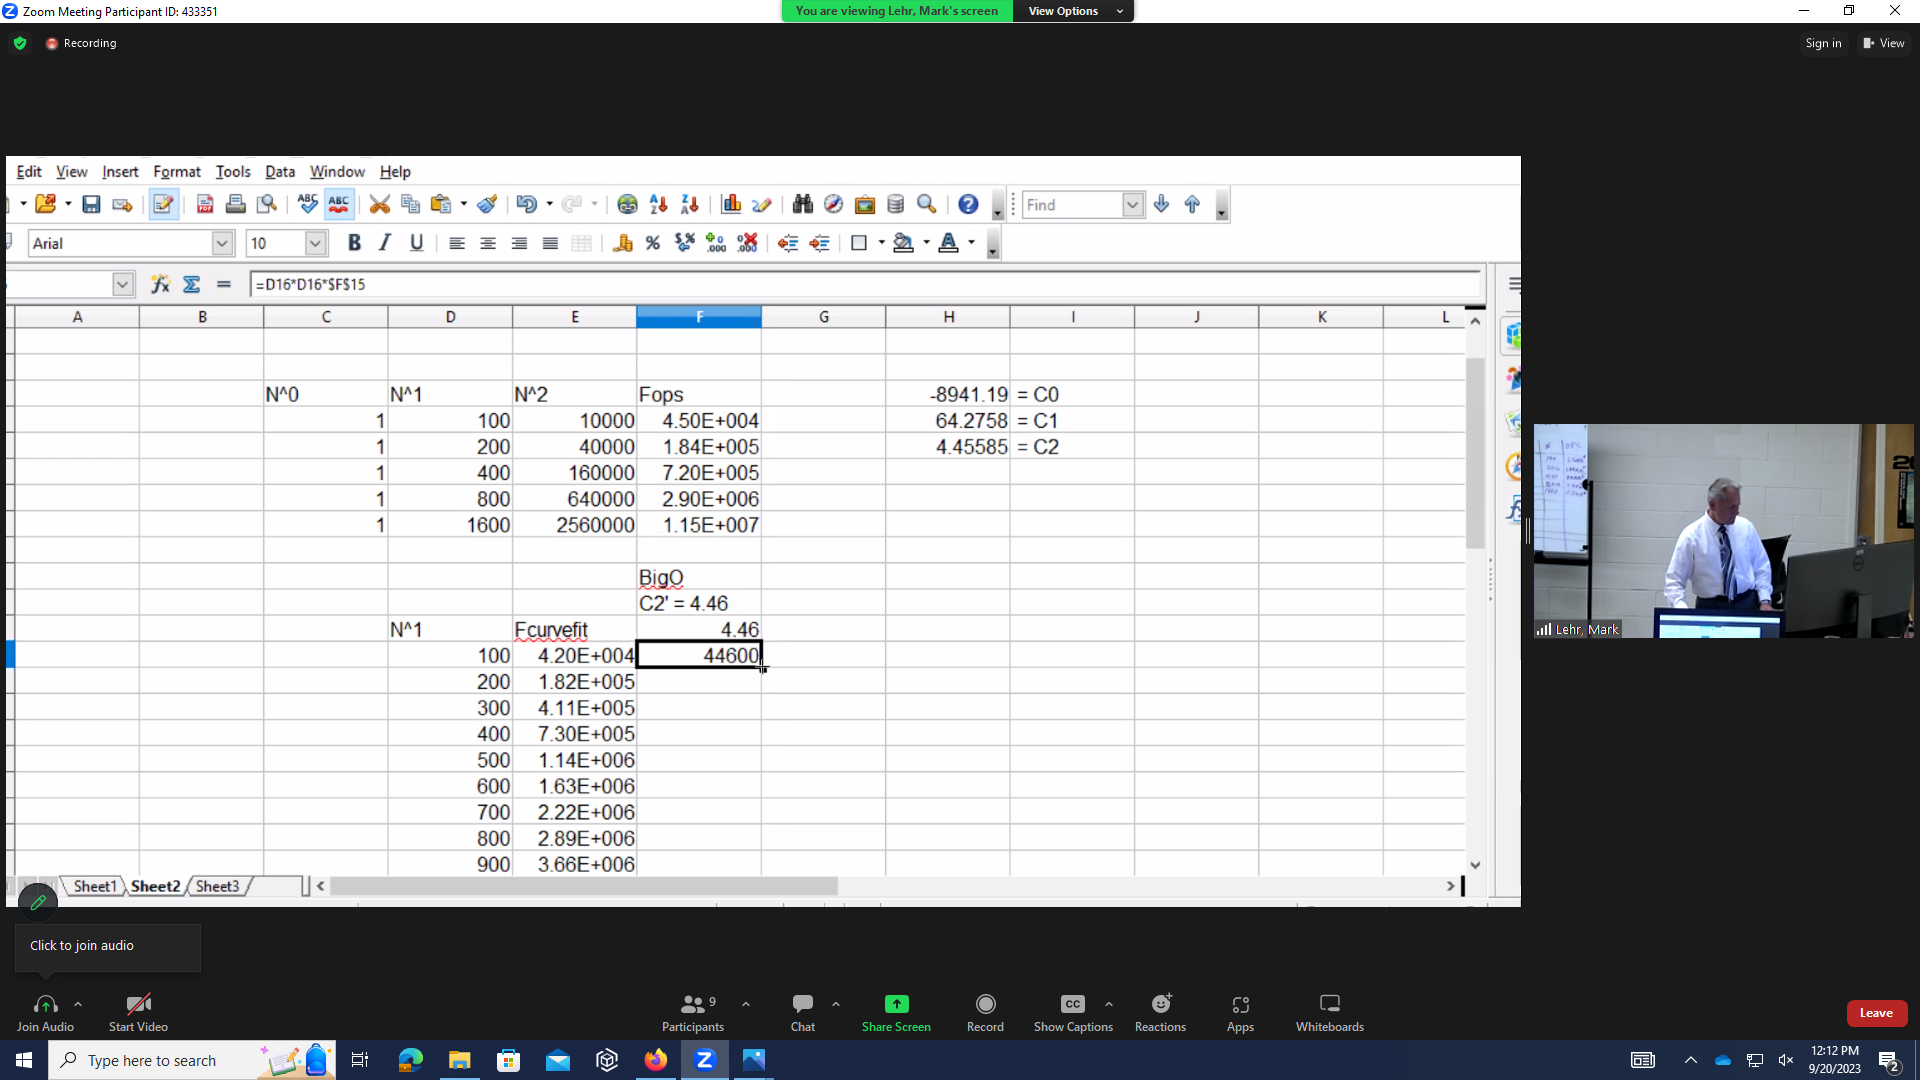 Zoom Meeting Participant ID: 433351
You are viewing Lehr, Mark's screen
View Options
Recording
Sign in
View
Edit View Insert Format Tools Data Window Help
Find
Arial
10
=D16*D16*$F$15
A B C D E F G H I J K L
N^0 N^1 N^2 Fops -8941.19 = C0
1 100 10000 4.50E+004 64.2758 = C1
1 200 40000 1.84E+005 4.45585 = C2
1 400 160000 7.20E+005
1 800 640000 2.90E+006
1 1600 2560000 1.15E+007
BigO
C2' = 4.46
N^1 Fcurvefit 4.46
100 4.20E+004 44600
200 1.82E+005
300 4.11E+005
400 7.30E+005
500 1.14E+006
600 1.63E+006
700 2.22E+006
800 2.89E+006
900 3.66E+006
Sheet1 Sheet2 Sheet3
Lehr, Mark
Click to join audio
Join Audio
Start Video
Participants
9
Chat
Share Screen
Record
CC
Show Captions
Reactions
Apps
Whiteboards
Leave
Type here to search
12:12 PM
9/20/2023
2